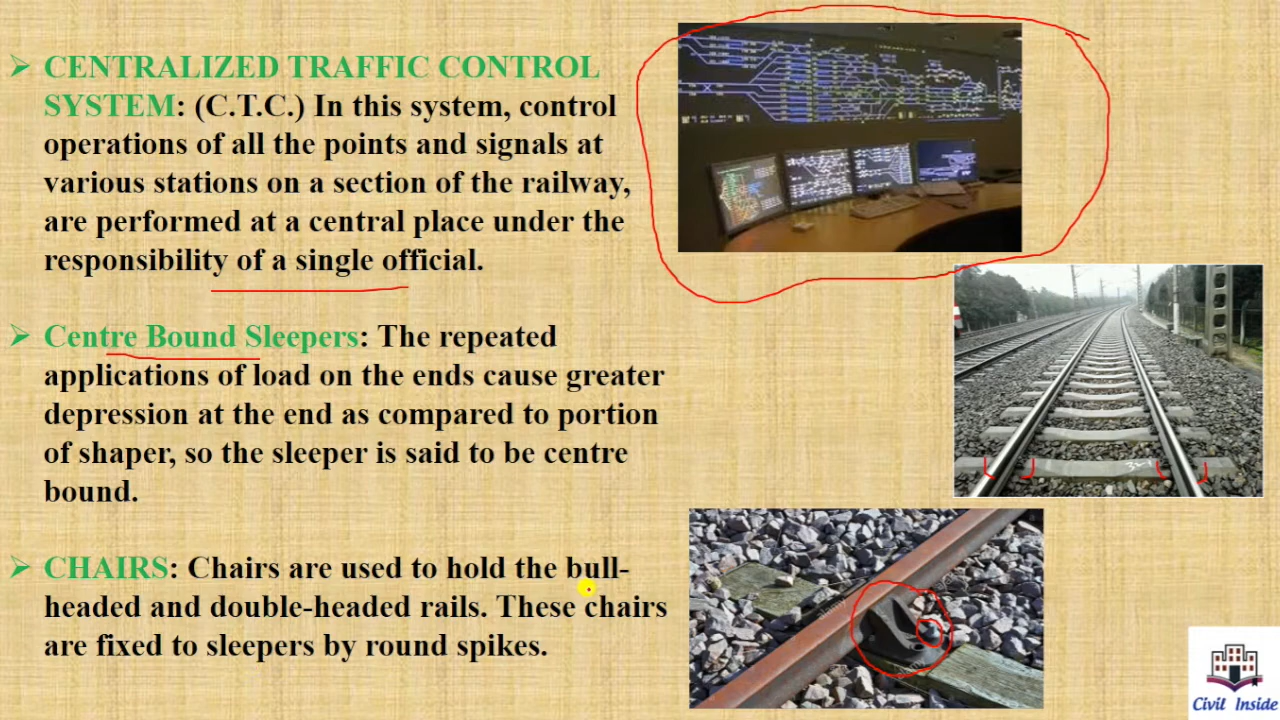 ➢ CENTRALIZED TRAFFIC CONTROL
SYSTEM: (C.T.C.) In this system, control
operations of all the points and signals at
various stations on a section of the railway,
are performed at a central place under the
responsibility of a single official.
➢ Centre Bound Sleepers: The repeated
applications of load on the ends cause greater
depression at the end as compared to portion
of shaper, so the sleeper is said to be centre
bound.
➢ CHAIRS: Chairs are used to hold the bull-
headed and double-headed rails. These chairs
are fixed to sleepers by round spikes.
Civil Inside